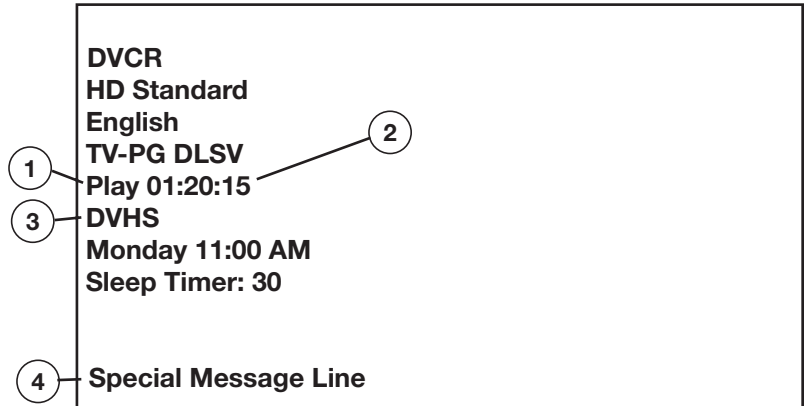 DVCR
HD Standard
English
2
TV-PG DLSV
1
Play 01:20:15
3
DVHS
Monday 11:00 AM
Sleep Timer: 30
4
Special Message Line